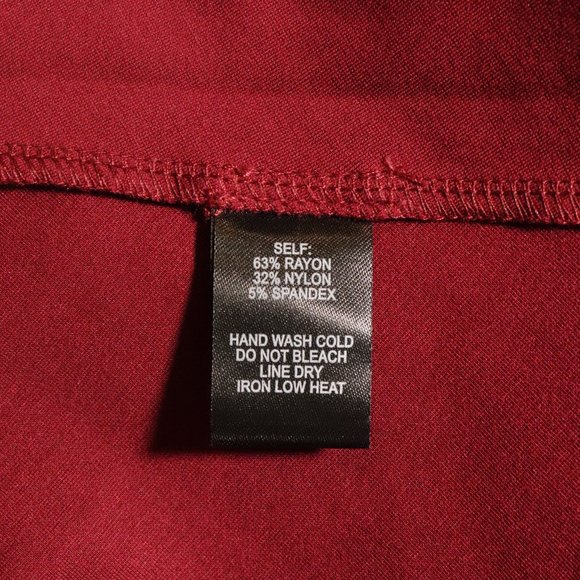 SELF:
63% RAYON
32% NYLON
5% SPANDEX
HAND WASH COLD
DO NOT BLEACH
LINE DRY
IRON LOW HEAT